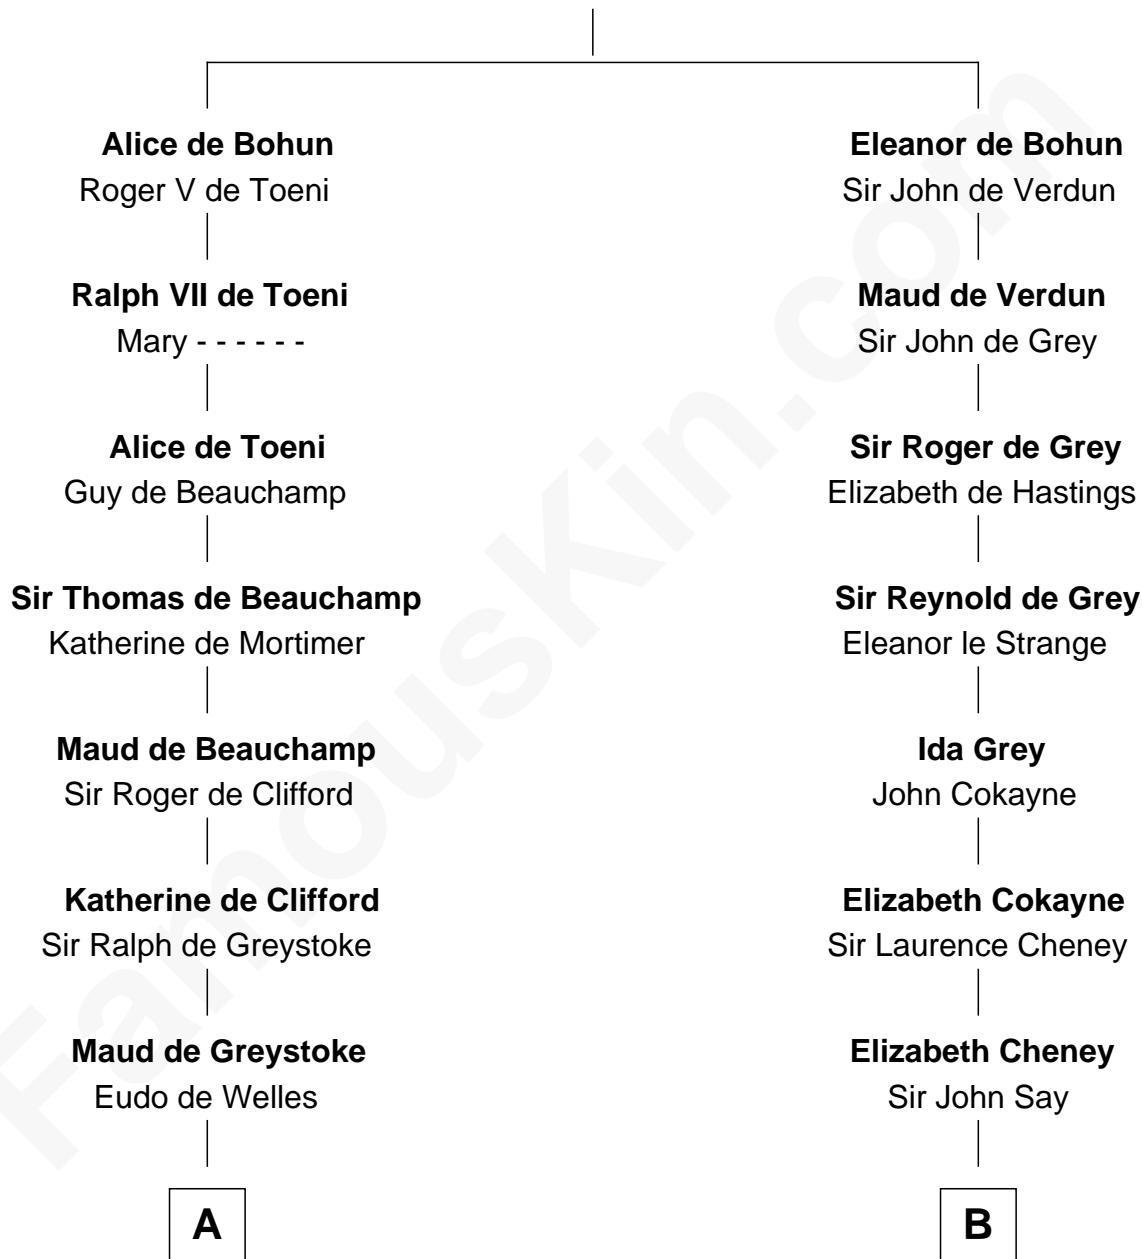 Alice de Bohun
Roger V de Toeni
Ralph VII de Toeni
Mary - - - - - -
Alice de Toeni
Guy de Beauchamp
Sir Thomas de Beauchamp
Katherine de Mortimer
Maud de Beauchamp
Sir Roger de Clifford
Katherine de Clifford
Sir Ralph de Greystoke
Maud de Greystoke
Eudo de Welles
A
Eleanor de Bohun
Sir John de Verdun
Maud de Verdun
Sir John de Grey
Sir Roger de Grey
Elizabeth de Hastings
Sir Reynold de Grey
Eleanor le Strange
Ida Grey
John Cokayne
Elizabeth Cokayne
Sir Laurence Cheney
Elizabeth Cheney
Sir John Say
B
FamousKin.com